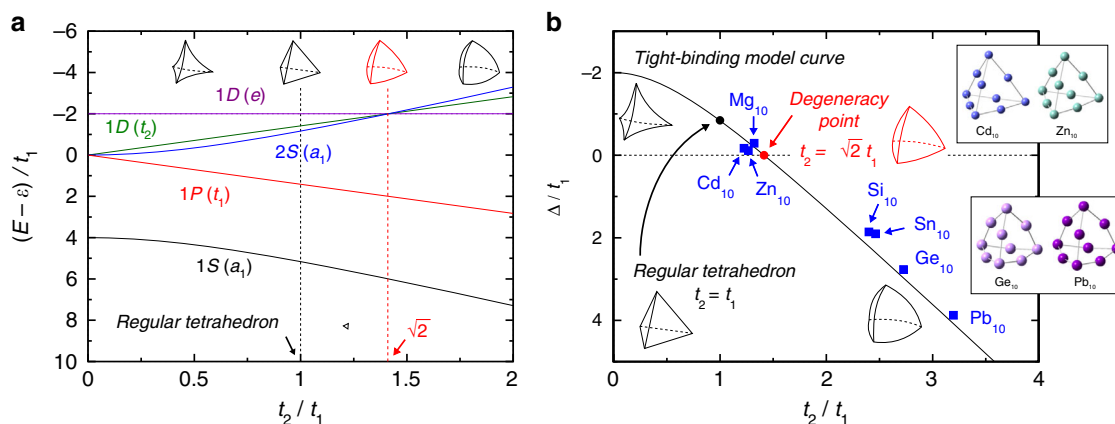 a
-6
-4
-2
0
2
4
6
8
10
(E − ε) / t1
1D (e)
1D (t2)
2S (a1)
1P (t1)
1S (a1)
Regular tetrahedron
√2
0
0.5
1
1.5
2
t2 / t1
b
−2
0
2
4
Δ / t1
Tight-binding model curve
Mg10
Degeneracy
point
t2 = √2 t1
Cd10
Zn10
Si10
Sn10
Ge10
Pb10
Regular tetrahedron
t2 = t1
0
1
2
3
4
t2 / t1
Cd10
Zn10
Ge10
Pb10